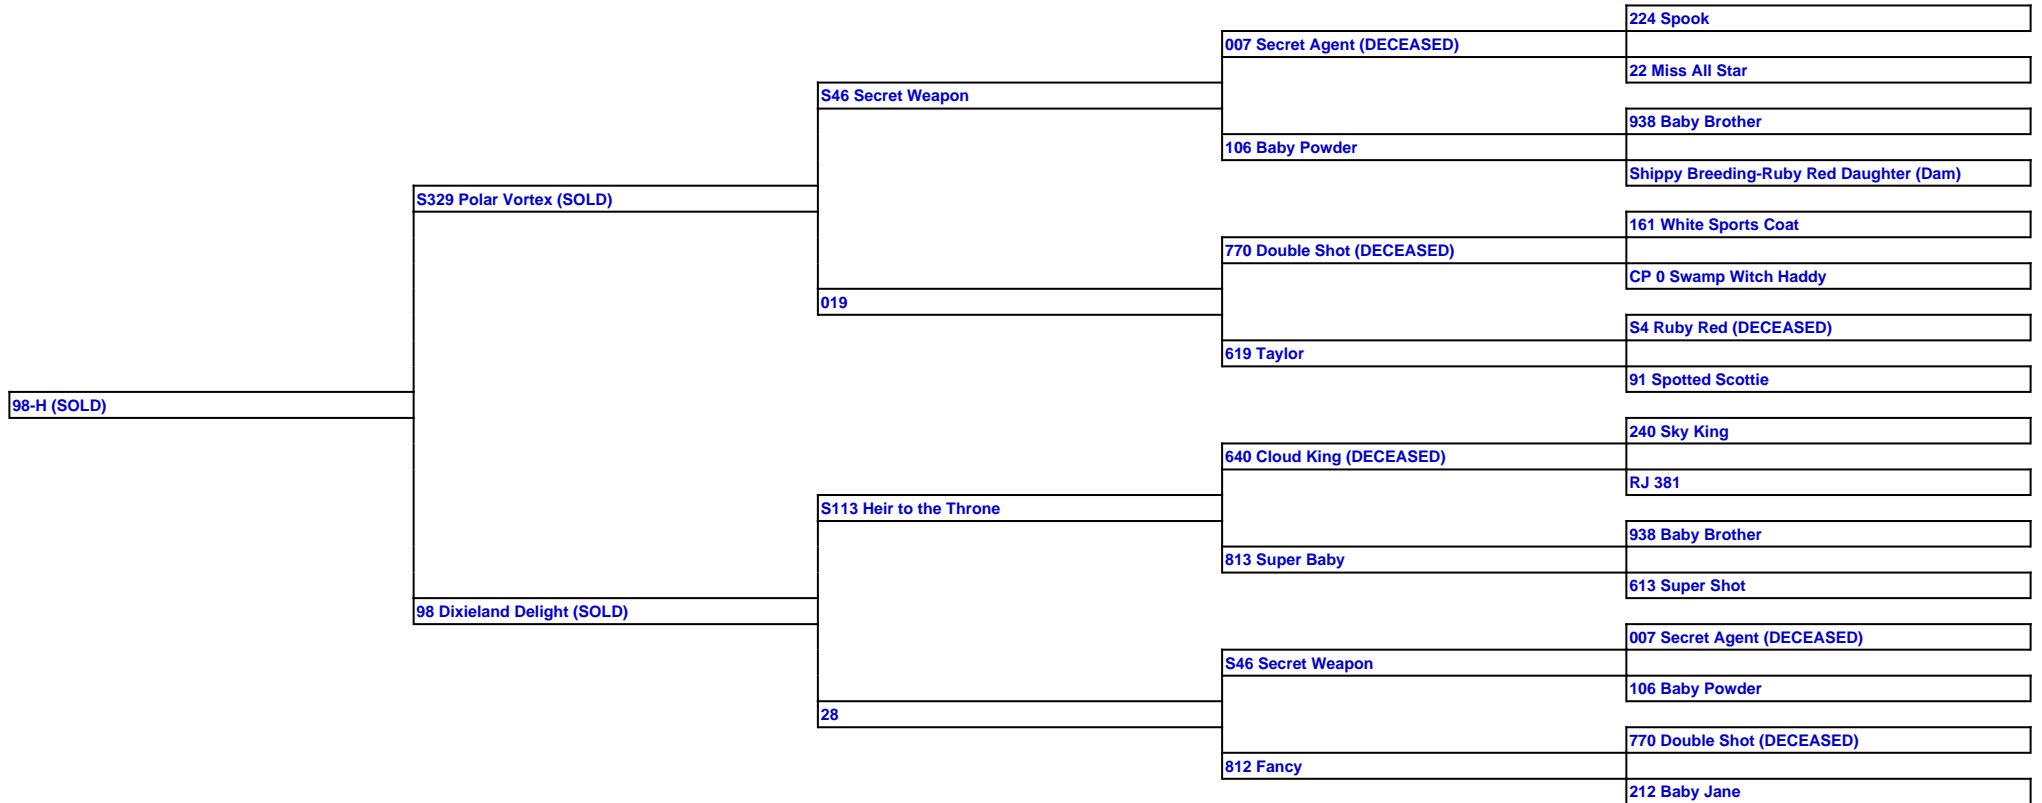 224 Spook
007 Secret Agent (DECEASED)
22 Miss All Star
S46 Secret Weapon
938 Baby Brother
106 Baby Powder
Shippy Breeding-Ruby Red Daughter (Dam)
S329 Polar Vortex (SOLD)
161 White Sports Coat
770 Double Shot (DECEASED)
CP 0 Swamp Witch Haddy
019
S4 Ruby Red (DECEASED)
619 Taylor
91 Spotted Scottie
98-H (SOLD)
240 Sky King
640 Cloud King (DECEASED)
RJ 381
S113 Heir to the Throne
938 Baby Brother
813 Super Baby
613 Super Shot
98 Dixieland Delight (SOLD)
007 Secret Agent (DECEASED)
S46 Secret Weapon
106 Baby Powder
28
770 Double Shot (DECEASED)
812 Fancy
212 Baby Jane